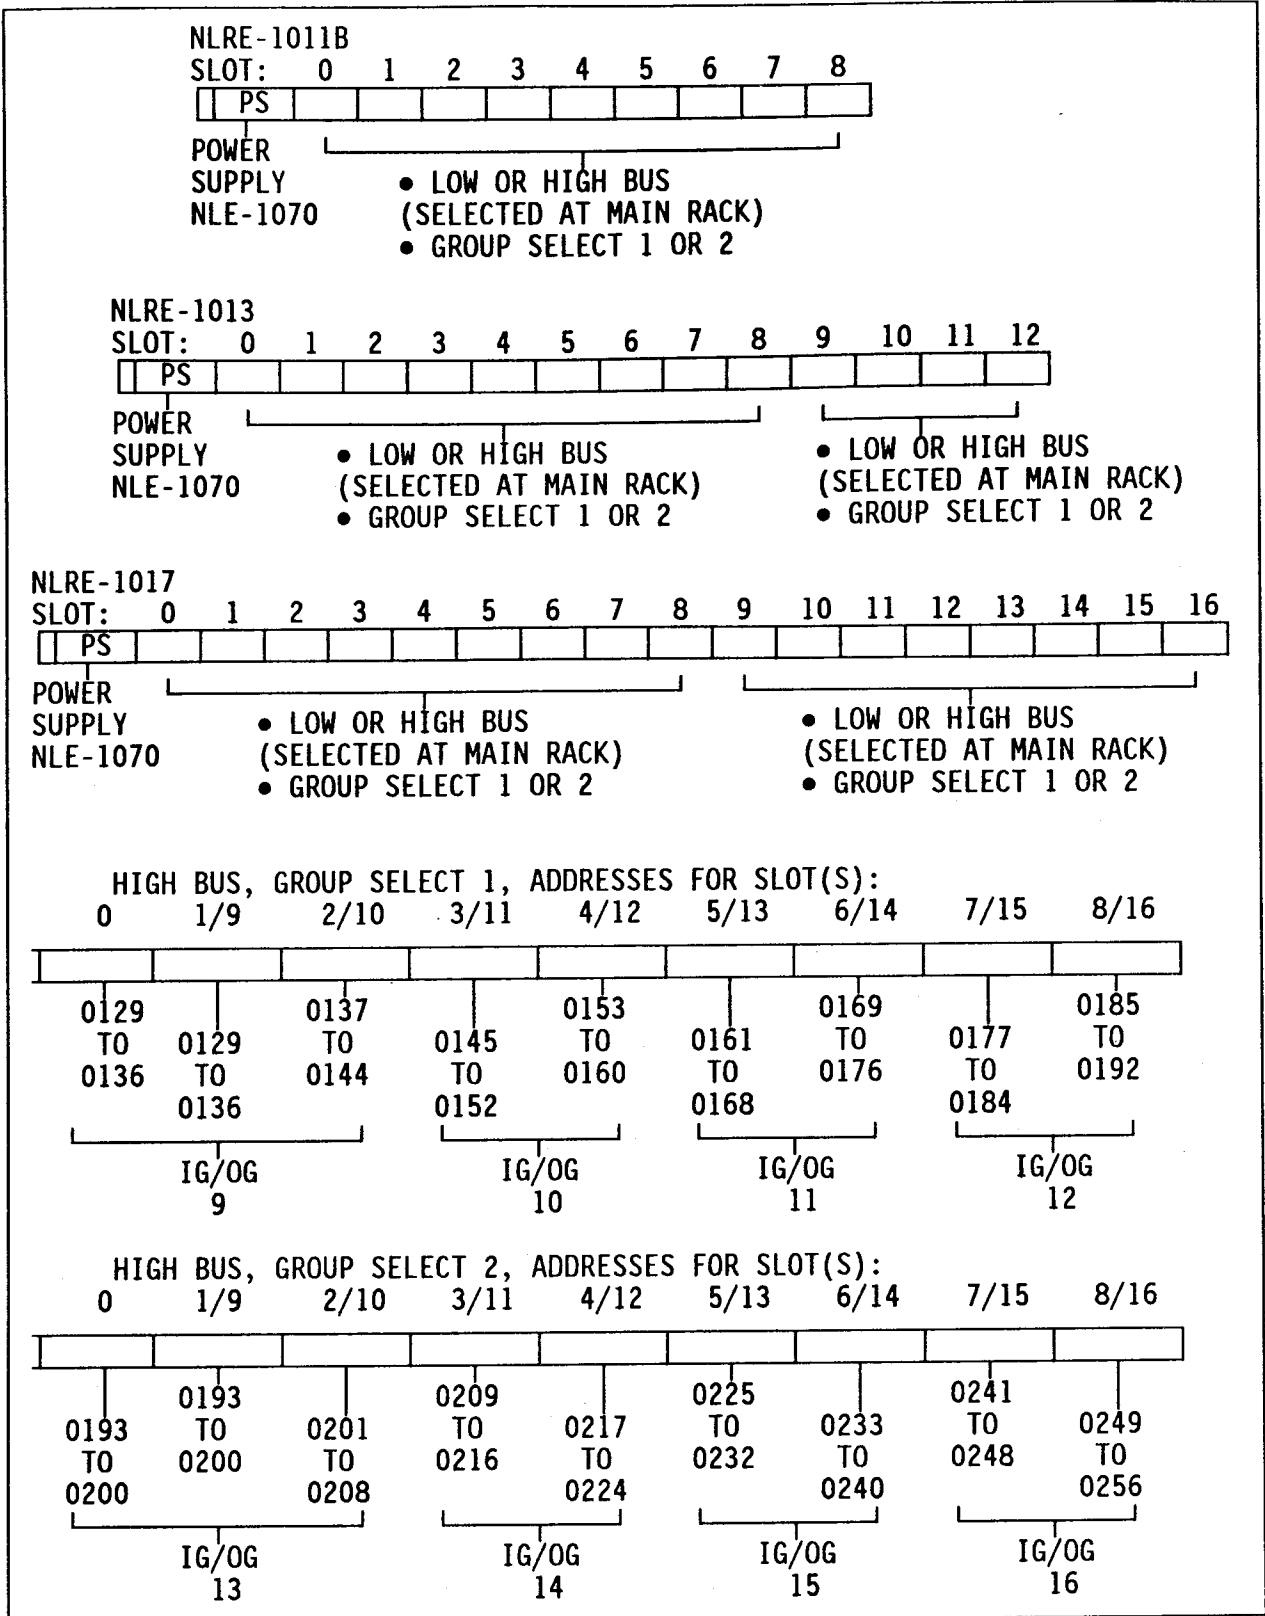 NLRE-1011B
SLOT: 0 1 2 3 4 5 6 7 8
PS
POWER
SUPPLY
NLE-1070
• LOW OR HIGH BUS
(SELECTED AT MAIN RACK)
• GROUP SELECT 1 OR 2
NLRE-1013
SLOT: 0 1 2 3 4 5 6 7 8 9 10 11 12
PS
POWER
SUPPLY
NLE-1070
• LOW OR HIGH BUS
(SELECTED AT MAIN RACK)
• GROUP SELECT 1 OR 2
• LOW OR HIGH BUS
(SELECTED AT MAIN RACK)
• GROUP SELECT 1 OR 2
NLRE-1017
SLOT: 0 1 2 3 4 5 6 7 8 9 10 11 12 13 14 15 16
PS
POWER
SUPPLY
NLE-1070
• LOW OR HIGH BUS
(SELECTED AT MAIN RACK)
• GROUP SELECT 1 OR 2
• LOW OR HIGH BUS
(SELECTED AT MAIN RACK)
• GROUP SELECT 1 OR 2
HIGH BUS, GROUP SELECT 1, ADDRESSES FOR SLOT(S):
0 1/9 2/10 3/11 4/12 5/13 6/14 7/15 8/16
0129
TO
0136
0129
TO
0136
0137
TO
0144
0145
TO
0152
0153
TO
0160
0161
TO
0168
0169
TO
0176
0177
TO
0184
0185
TO
0192
IG/OG
9
IG/OG
10
IG/OG
11
IG/OG
12
HIGH BUS, GROUP SELECT 2, ADDRESSES FOR SLOT(S):
0 1/9 2/10 3/11 4/12 5/13 6/14 7/15 8/16
0193
TO
0200
0193
TO
0200
0201
TO
0208
0209
TO
0216
0217
TO
0224
0225
TO
0232
0233
TO
0240
0241
TO
0248
0249
TO
0256
IG/OG
13
IG/OG
14
IG/OG
15
IG/OG
16